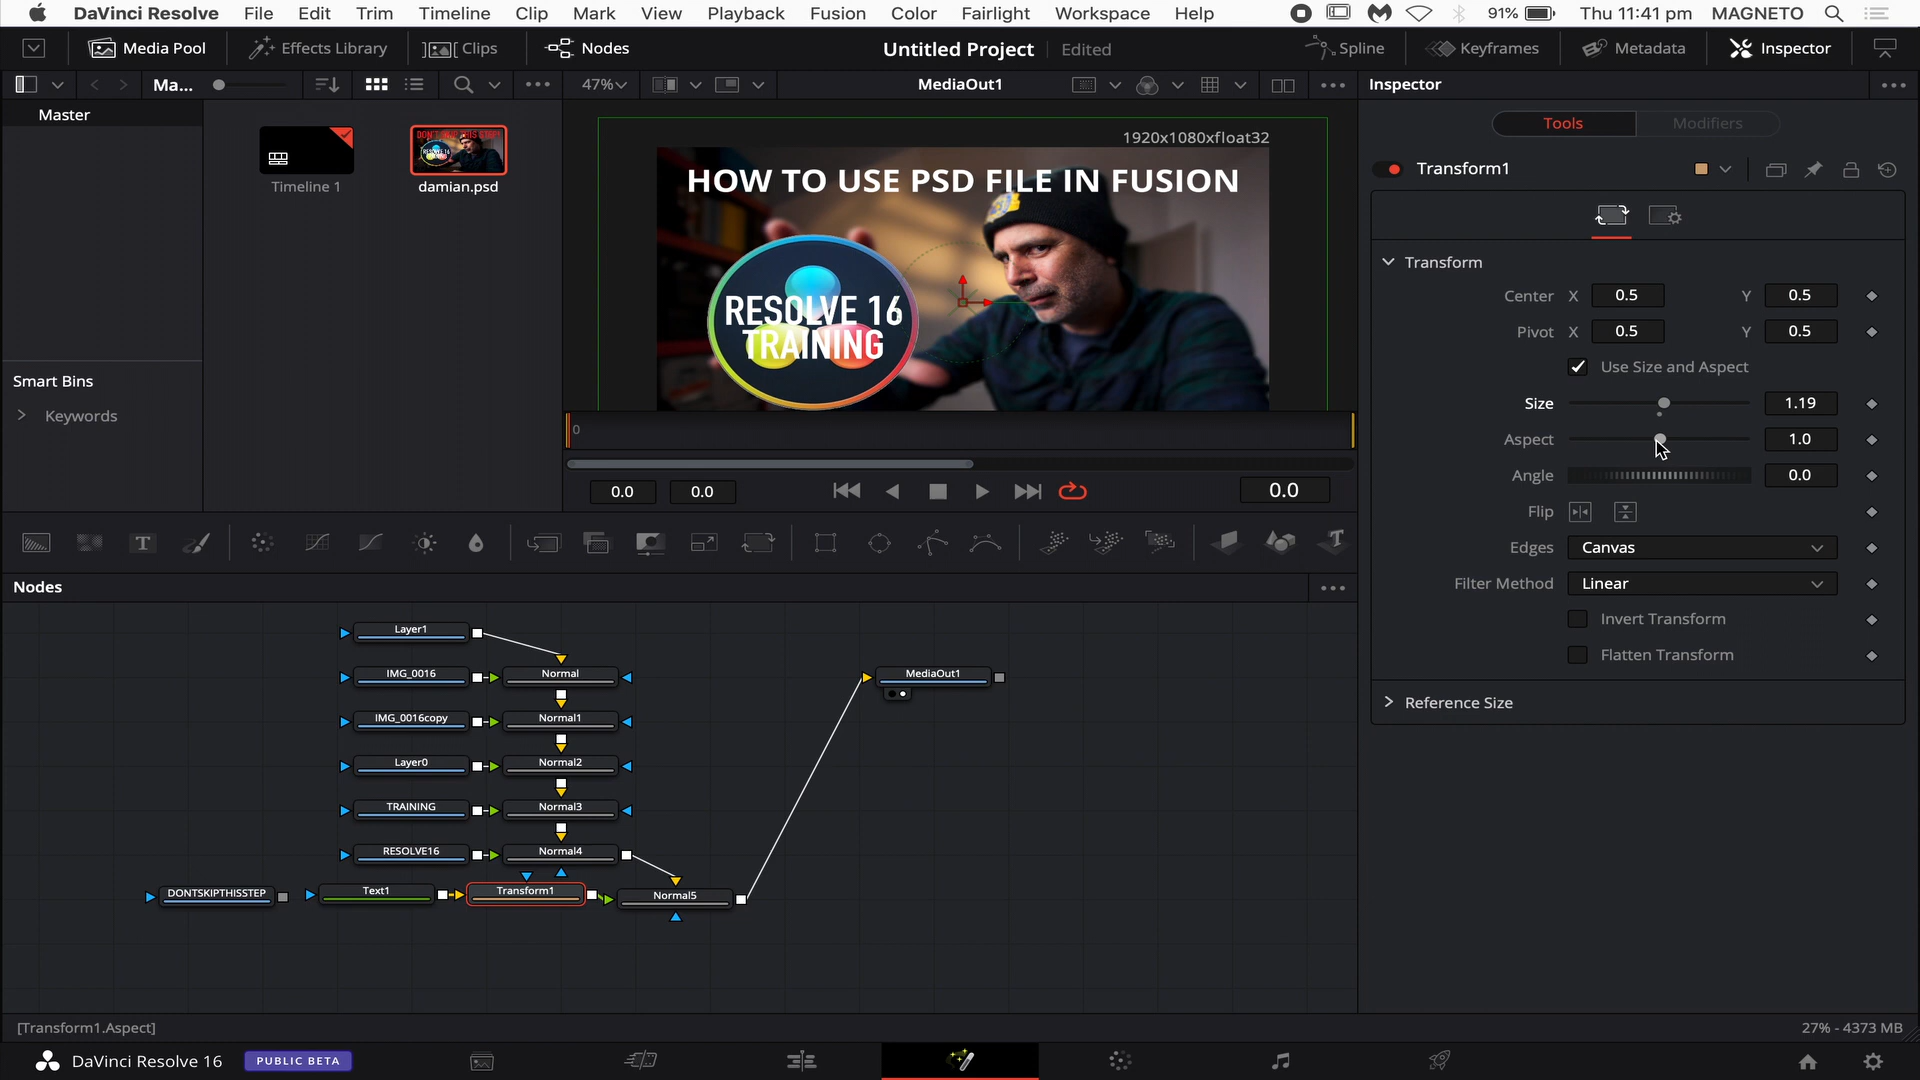 DaVinci Resolve File Edit Trim Timeline Clip Mark View Playback Fusion Color Fairlight Workspace Help 91% Thu 11:41 pm MAGNETO
Media Pool Effects Library Clips Nodes Untitled Project Edited Spline Keyframes Metadata Inspector
Ma... 47% MediaOut1 Inspector
Master
Tools Modifiers
1920x1080xfloat32
Timeline 1 damian.psd
Transform1
HOW TO USE PSD FILE IN FUSION
RESOLVE 16
TRAINING
Transform
Center X 0.5 Y 0.5
Pivot X 0.5 Y 0.5
Use Size and Aspect
Smart Bins
Keywords
Size 1.19
0
Aspect 1.0
Angle 0.0
0.0 0.0 0.0
Flip
Edges Canvas
Filter Method Linear
Invert Transform
Flatten Transform
Reference Size
Nodes
Layer1
IMG_0016 Normal MediaOut1
IMG_0016copy Normal1
Layer0 Normal2
TRAINING Normal3
RESOLVE16 Normal4
DONTSKIPTHISSTEP Text1 Transform1 Normal5
[Transform1.Aspect] 27% - 4373 MB
DaVinci Resolve 16 PUBLIC BETA